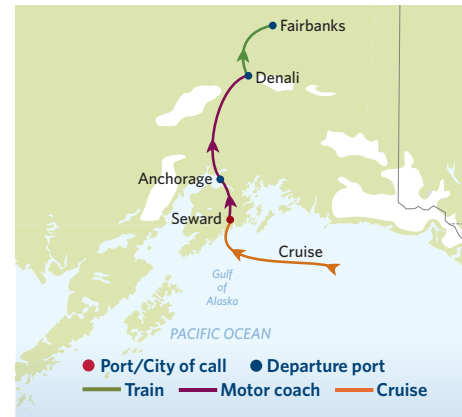 Fairbanks
Denali
Anchorage
Seward
Cruise
Gulf
of
Alaska
PACIFIC OCEAN
Port/City of call
Departure port
Train
Motor coach
Cruise